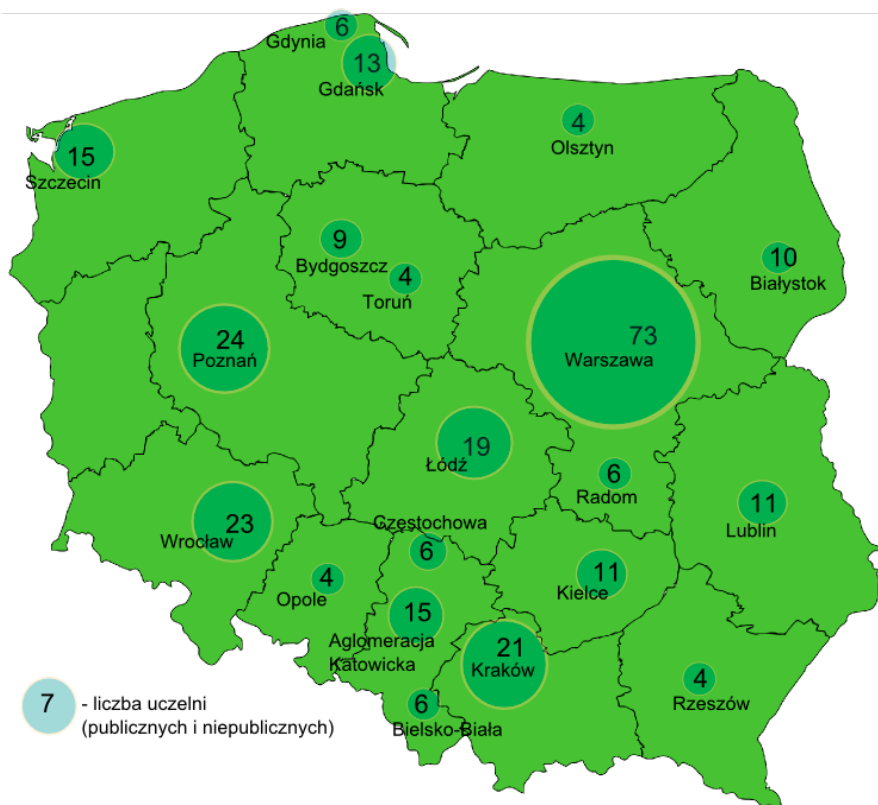 6
Gdynia
13
Gdańsk
4
Olsztyn
15
Szczecin
9
Bydgoszcz
4
Toruń
10
Białystok
24
Poznań
73
Warszawa
19
Łódź
6
Radom
11
Lublin
23
Wrocław
Częstochowa
6
4
Opole
11
Kielce
15
Aglomeracja
Katowicka
21
Kraków
4
Rzeszów
6
Bielsko-Biała
7 - liczba uczelni
(publicznych i niepublicznych)